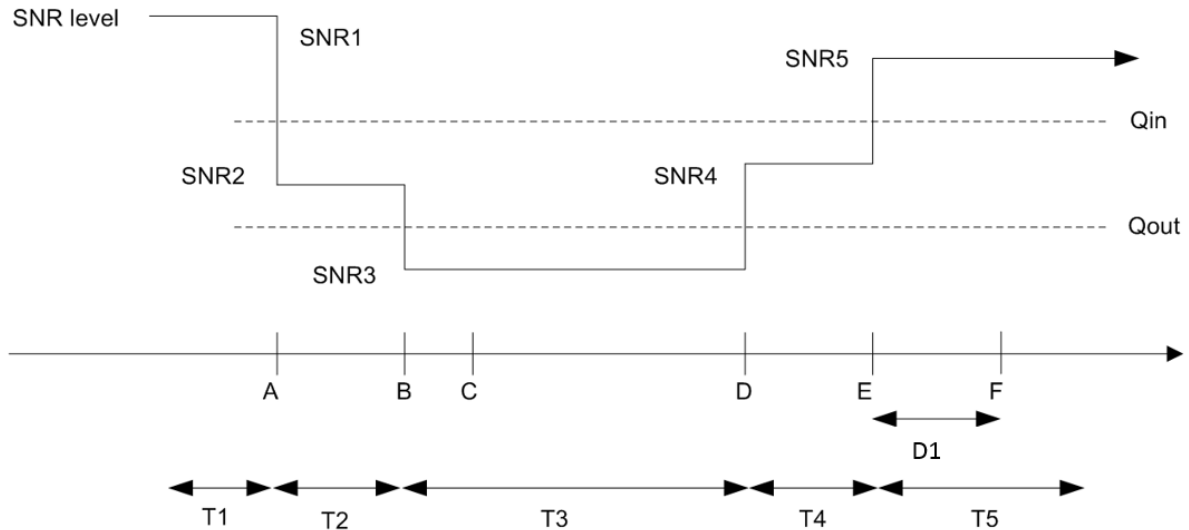 SNR level
SNR1
SNR5
Qin
SNR2
SNR4
Qout
SNR3
A B C D E F
D1
T1 T2 T3 T4 T5